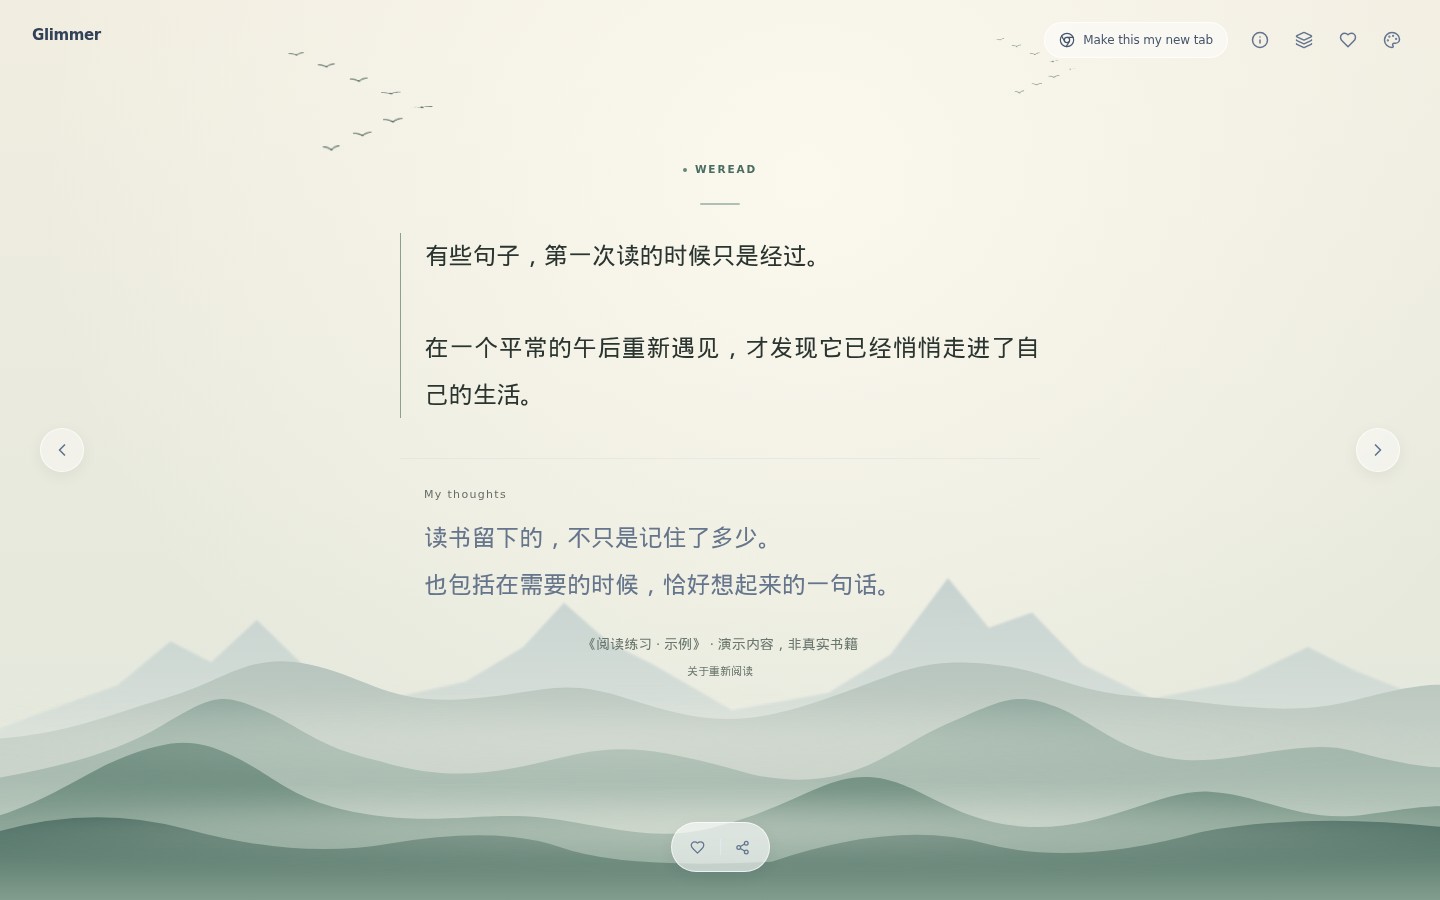 Glimmer
Make this my new tab
• WEREAD
有些句子，第一次读的时候只是经过。
在一个平常的午后重新遇见，才发现它已经悄悄走进了自
己的生活。
My thoughts
读书留下的，不只是记住了多少。
也包括在需要的时候，恰好想起来的一句话。
《阅读练习 · 示例》 · 演示内容，非真实书籍
关于重新阅读